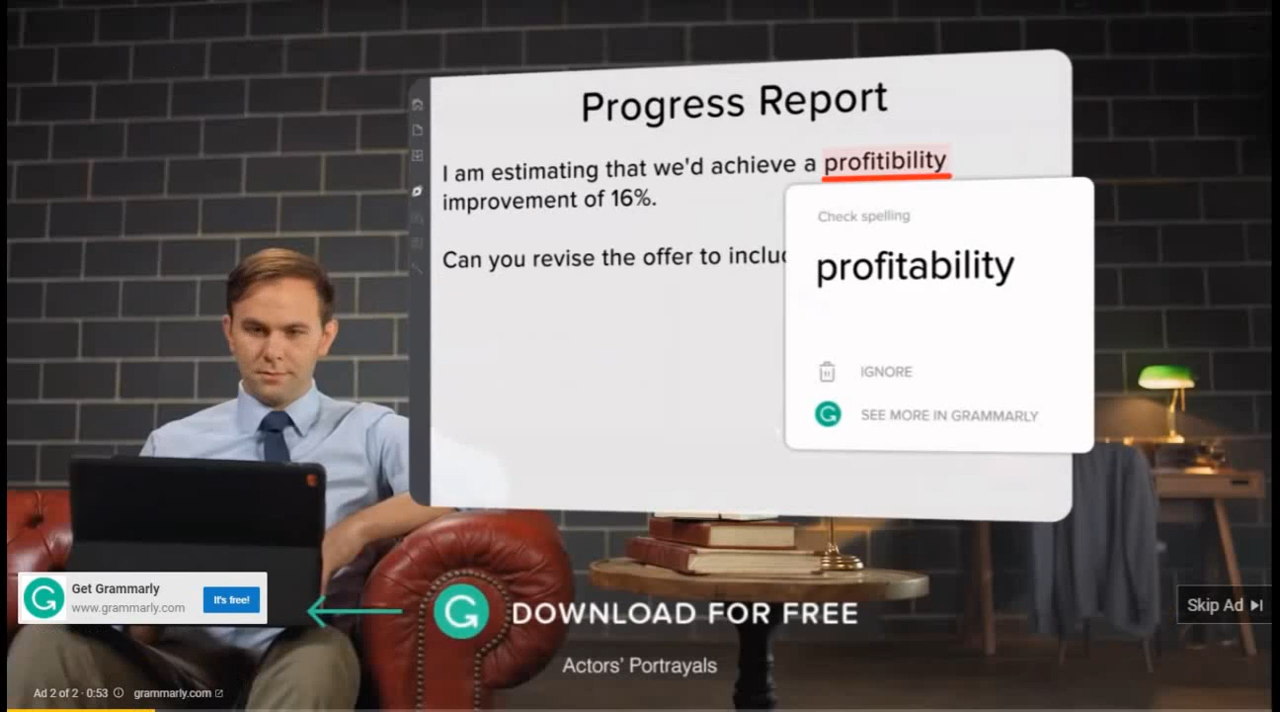 Progress Report
I am estimating that we'd achieve a profitibility
improvement of 16%.
Can you revise the offer to includ
Check spelling
profitability
IGNORE
SEE MORE IN GRAMMARLY
Get Grammarly
www.grammarly.com
It's free!
DOWNLOAD FOR FREE
Skip Ad
Actors' Portrayals
Ad 2 of 2 · 0:53
grammarly.com